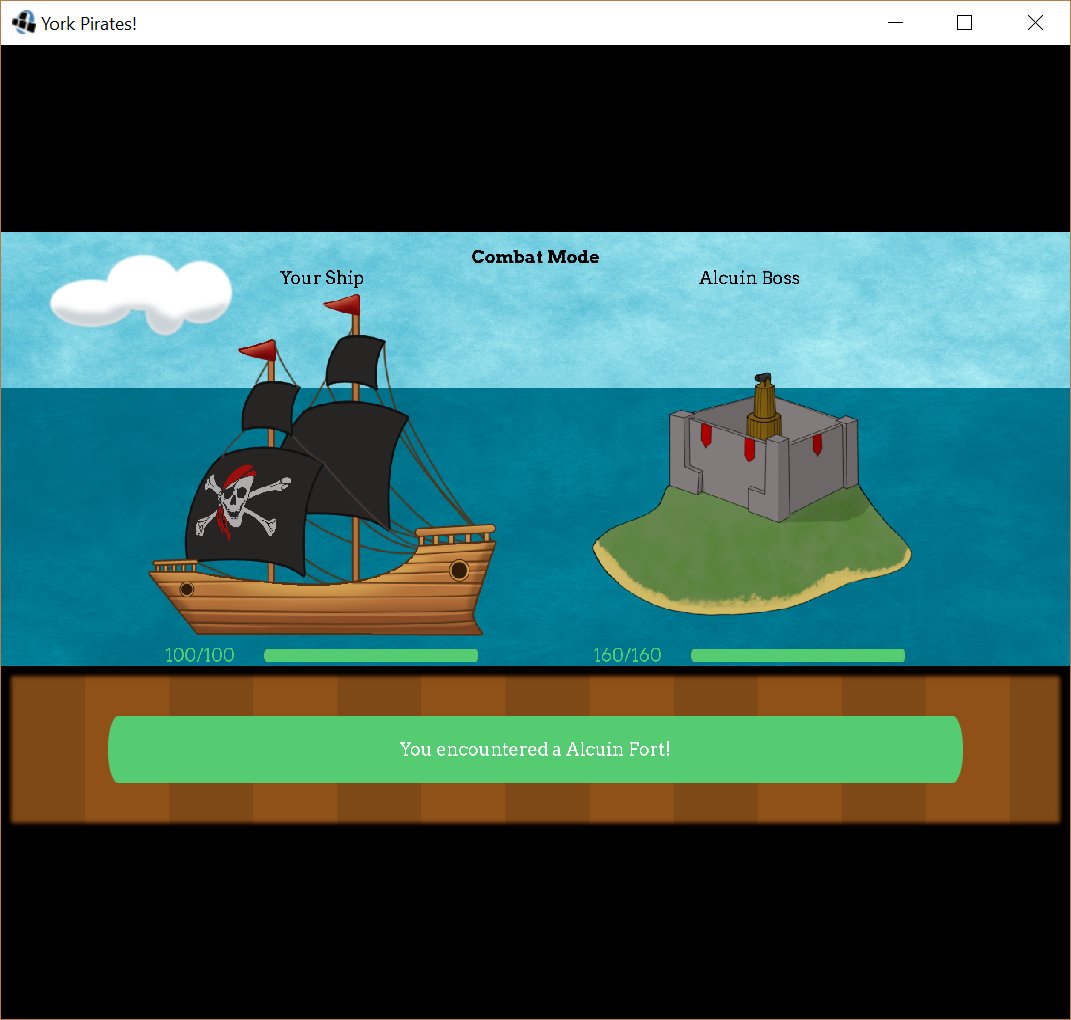 York Pirates!
Combat Mode
Your Ship
Alcuin Boss
100/100
160/160
You encountered a Alcuin Fort!